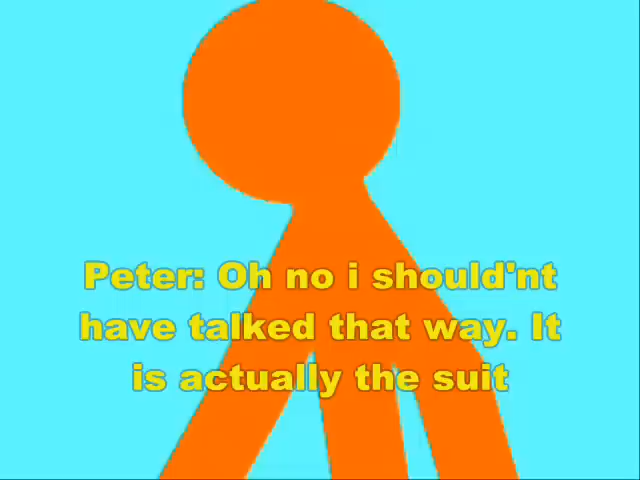 Peter: Oh no i should'nt
have talked that way. It
is actually the suit